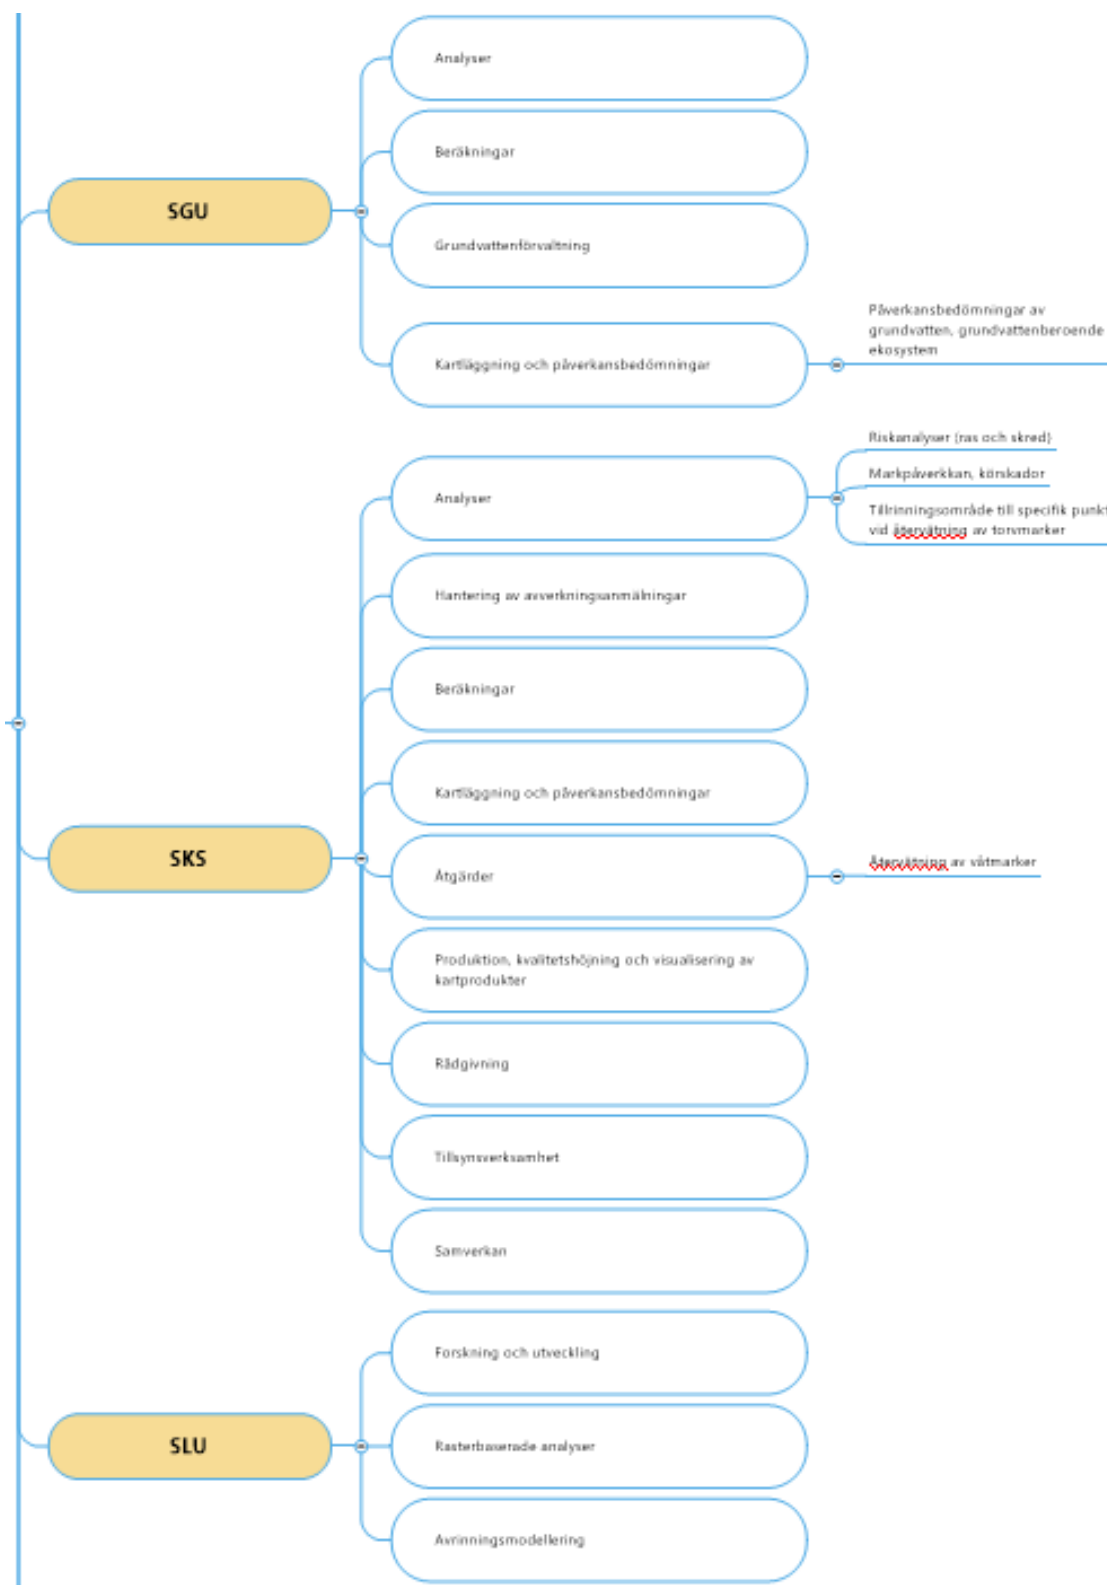 Analyser
Beräkningar
SGU
Grundvattenförvaltning
Påverkansbedömningar av
grundvatten, grundvattenberoende
ekosystem
Kartläggning och påverkansbedömningar
Riskanalyser (ras och skred)
Markpåverkkan, körskador
Analyser
Tillrinningsområde till specifik punkt
vid återvätning av torvmarker
Hantering av avverkningsanmälningar
Beräkningar
Kartläggning och påverkansbedömningar
SKS
Åtgärder
Återvätning av våtmarker
Produktion, kvalitetshöjning och visualisering av
kartprodukter
Rådgivning
Tillsynsverksamhet
Samverkan
Forskning och utveckling
SLU
Rasterbaserade analyser
Avrinningsmodellering